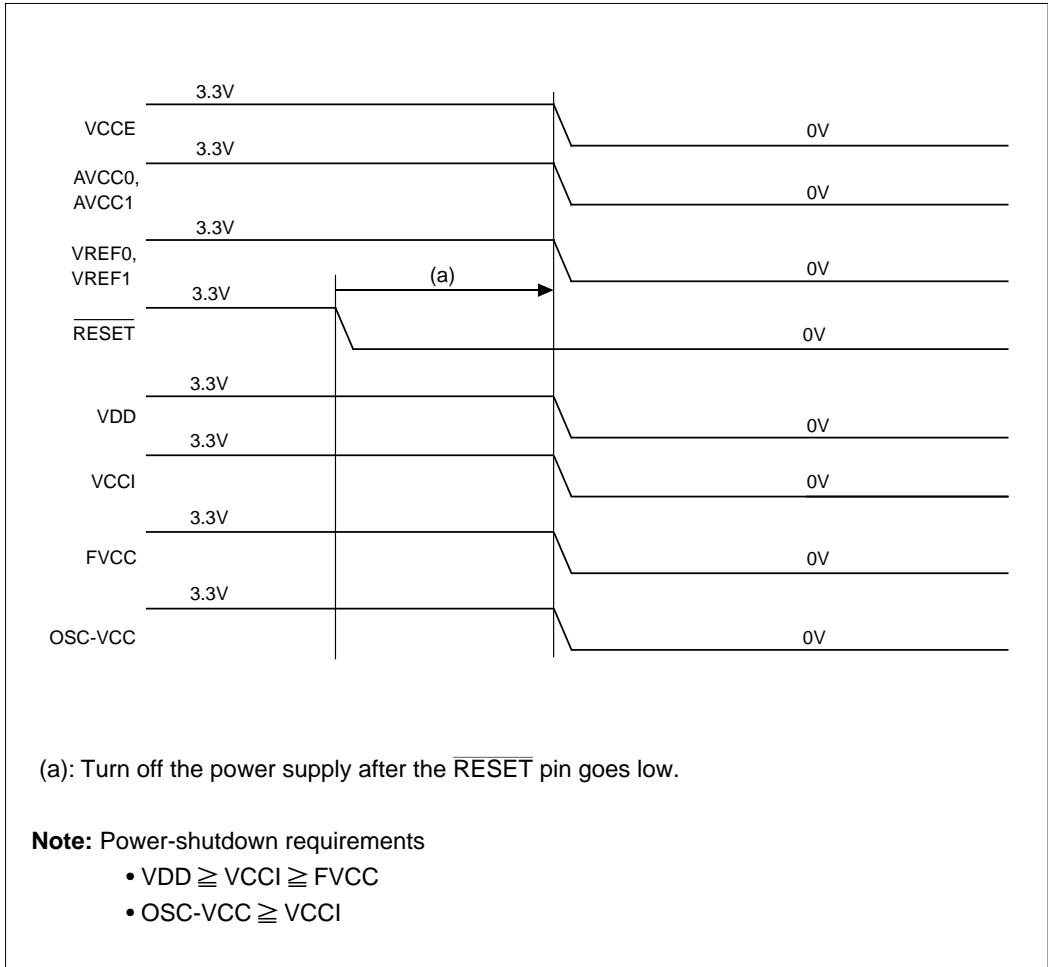 3.3V
VCCE
0V
3.3V
AVCC0,
AVCC1
0V
3.3V
VREF0,
VREF1
0V
(a)
3.3V
R̅E̅S̅E̅T̅
0V
3.3V
VDD
0V
3.3V
VCCI
0V
3.3V
FVCC
0V
3.3V
OSC-VCC
0V
(a): Turn off the power supply after the R̅E̅S̅E̅T̅ pin goes low.
Note: Power-shutdown requirements
• VDD ≧ VCCI ≧ FVCC
• OSC-VCC ≧ VCCI